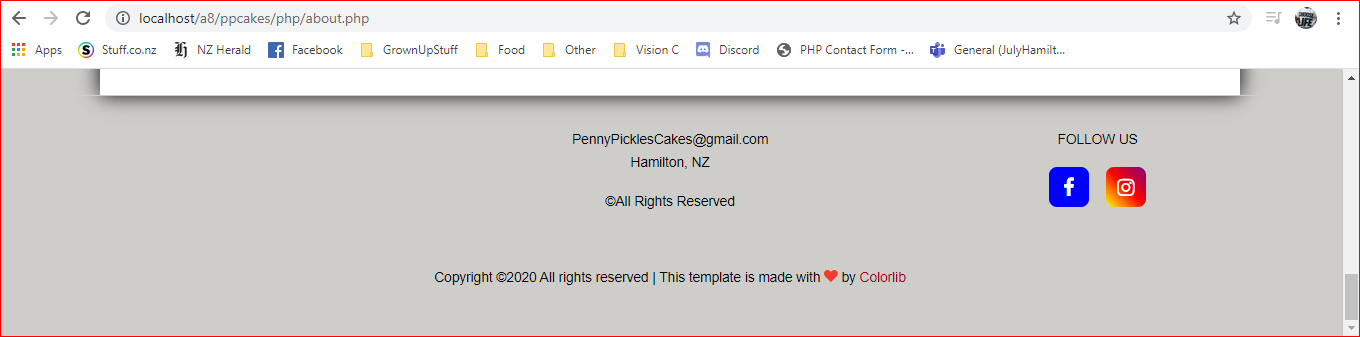 localhost/a8/ppcakes/php/about.php
Apps Stuff.co.nz NZ Herald Facebook GrownUpStuff Food Other Vision C Discord PHP Contact Form -... General (JulyHamilt...
PennyPicklesCakes@gmail.com
Hamilton, NZ
©All Rights Reserved
FOLLOW US
Copyright ©2020 All rights reserved | This template is made with ❤ by Colorlib